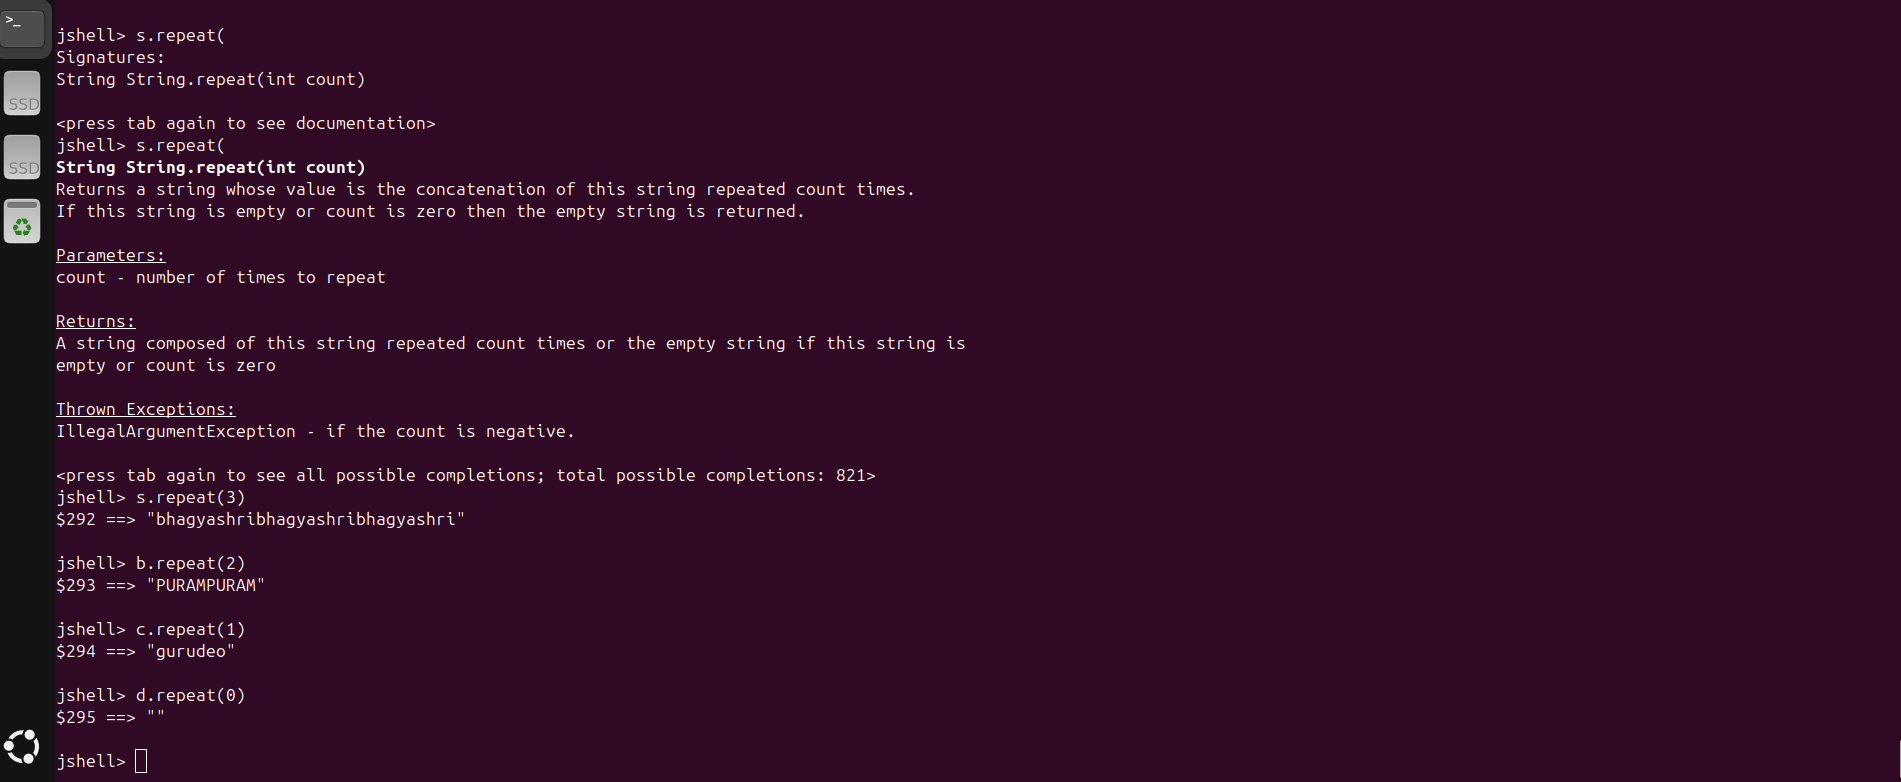 >_
SSD
SSD
jshell> s.repeat(
Signatures:
String String.repeat(int count)
<press tab again to see documentation>
jshell> s.repeat(
String String.repeat(int count)
Returns a string whose value is the concatenation of this string repeated count times.
If this string is empty or count is zero then the empty string is returned.
Parameters:
count - number of times to repeat
Returns:
A string composed of this string repeated count times or the empty string if this string is
empty or count is zero
Thrown Exceptions:
IllegalArgumentException - if the count is negative.
<press tab again to see all possible completions; total possible completions: 821>
jshell> s.repeat(3)
$292 ==> "bhagyashribhagyashribhagyashri"
jshell> b.repeat(2)
$293 ==> "PURAMPURAM"
jshell> c.repeat(1)
$294 ==> "gurudeo"
jshell> d.repeat(0)
$295 ==> ""
jshell>